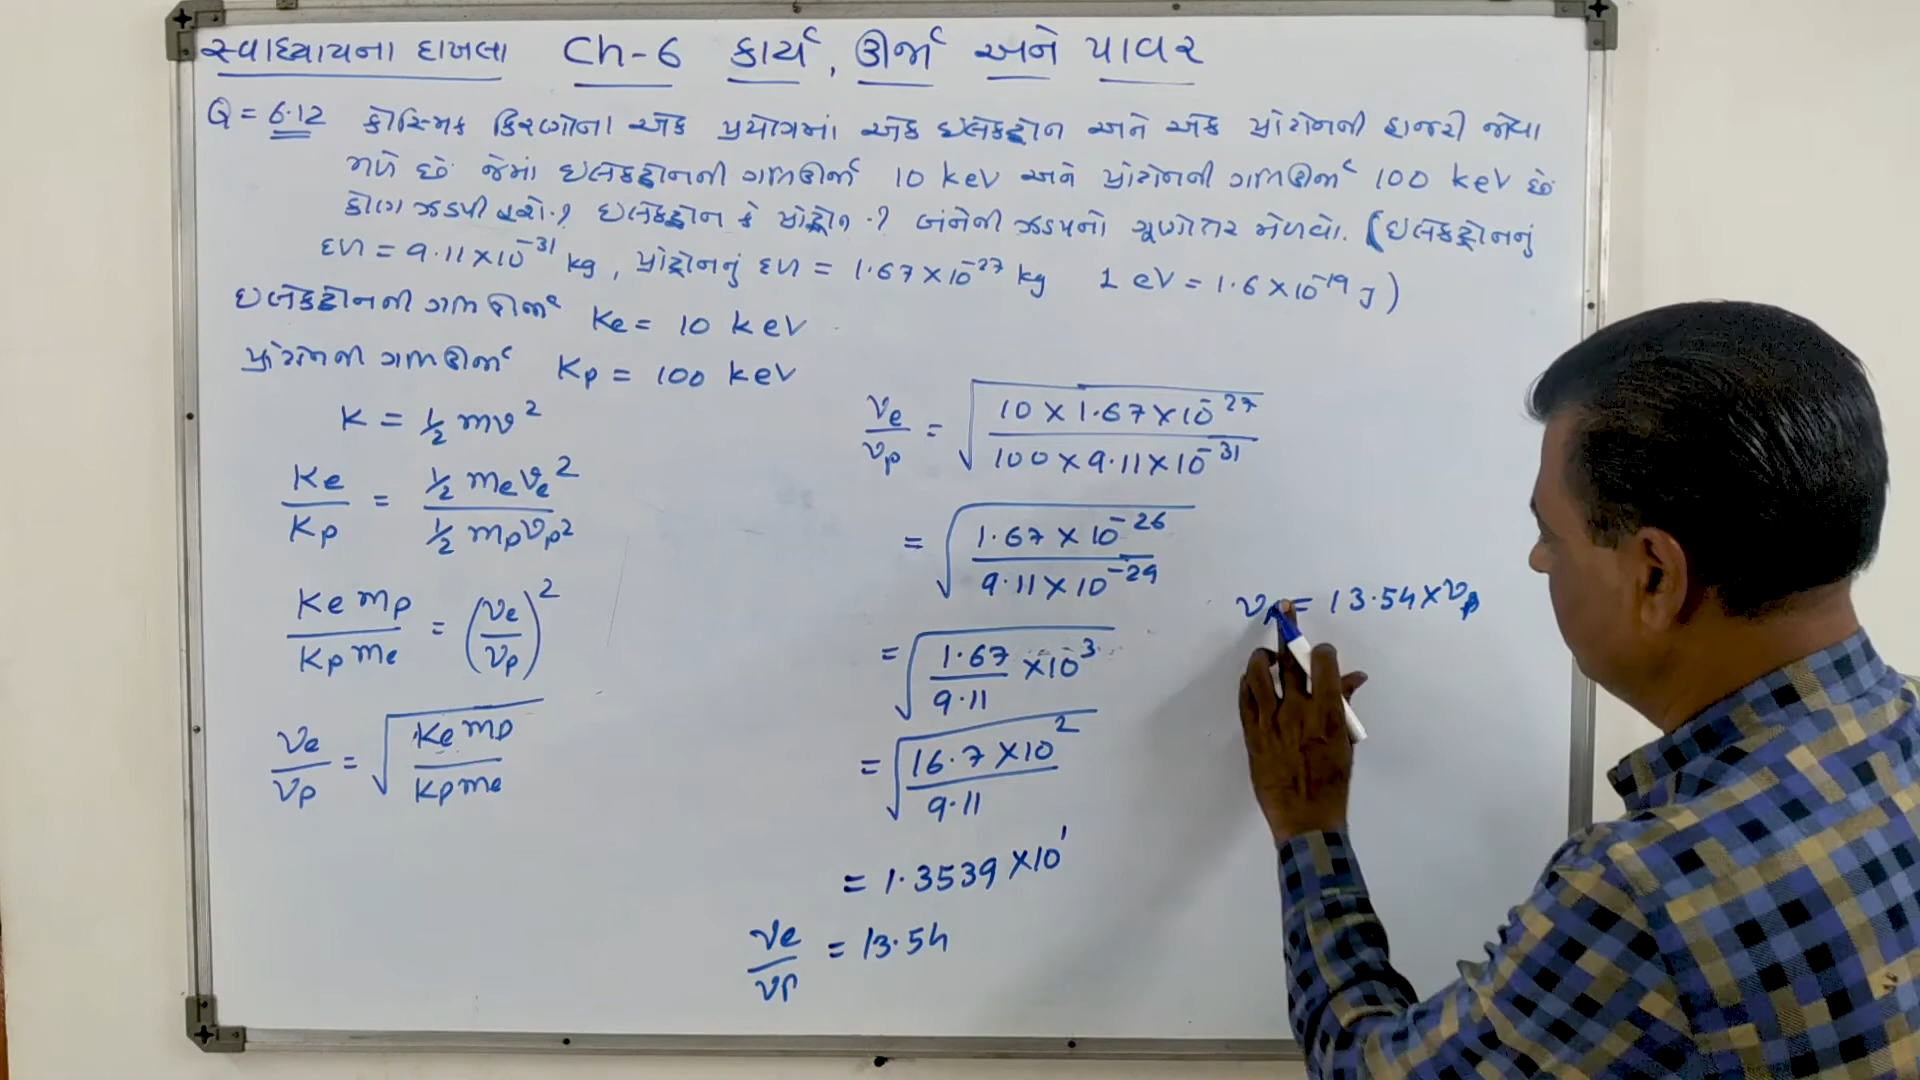 સ્વાધ્યાયના દાખલા Ch-6 કાર્ય, ઊર્જા અને પાવર
Q = 6.12 કોસ્મિક કિરણોના એક પ્રયોગમાં એક ઇલેક્ટ્રોન અને એક પ્રોટોનની હાજરી જોવા
મળે છે જેમાં ઇલેક્ટ્રોનની ગતિઊર્જા 10 keV અને પ્રોટોનની ગતિઊર્જા 100 keV છે
કોણ ઝડપી હશે.? ઇલેક્ટ્રોન કે પ્રોટ્રોન.? બંનેની ઝડપનો ગુણોત્તર મેળવો. (ઇલેક્ટ્રોનનું
દળ = 9.11×10⁻³¹ kg, પ્રોટ્રોનનું દળ = 1.67×10⁻²⁷ kg 1 eV = 1.6×10⁻¹⁹ J)
ઇલેક્ટ્રોનની ગતિઊર્જા Ke = 10 keV
પ્રોટોનની ગતિઊર્જા Kp = 100 keV
K = ½ mv²
Ke/Kp = ½ meve² / ½ mpvp²
Ke mp / Kp me = (ve/vp)²
ve/vp = √(Ke mp / Kp me)
ve/vp = √(10×1.67×10⁻²⁷ / 100×9.11×10⁻³¹)
= √(1.67×10⁻²⁶ / 9.11×10⁻²⁹)
= √(1.67/9.11 ×10³)
= √(16.7×10² / 9.11)
= 1.3539×10¹
ve/vp = 13.54
= 13.54×vp